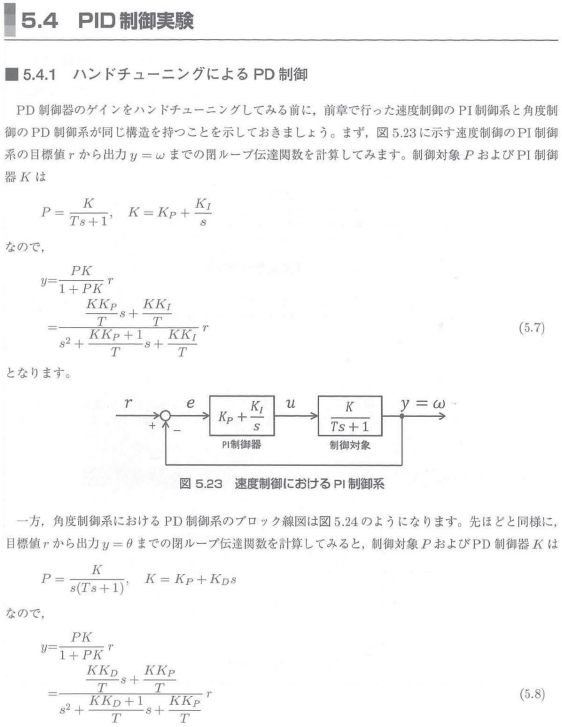 5.4 PID制御実験
■ 5.4.1 ハンドチューニングによるPD制御
PD制御器のゲインをハンドチューニングしてみる前に，前章で行った速度制御のPI制御系と角度制
御のPD制御系が同じ構造を持つことを示しておきましょう。まず，図5.23に示す速度制御のPI制御
系の目標値 r から出力 y = ω までの閉ループ伝達関数を計算してみます。制御対象 P およびPI制御
器 K は
P = K/(Ts+1), K = K_P + K_I/s
なので，
y = PK/(1+PK) r
= (KK_P/T s + KK_I/T)/(s² + (KK_P+1)/T s + KK_I/T) r (5.7)
となります。
r + − e K_P + K_I/s u K/(Ts+1) y = ω
PI制御器 制御対象
図 5.23 速度制御における PI 制御系
一方，角度制御系におけるPD制御系のブロック線図は図5.24のようになります。先ほどと同様に，
目標値 r から出力 y = θ までの閉ループ伝達関数を計算してみると，制御対象 P およびPD制御器 K は
P = K/(s(Ts+1)), K = K_P + K_D s
なので，
y = PK/(1+PK) r
= (KK_D/T s + KK_P/T)/(s² + (KK_D+1)/T s + KK_P/T) r (5.8)